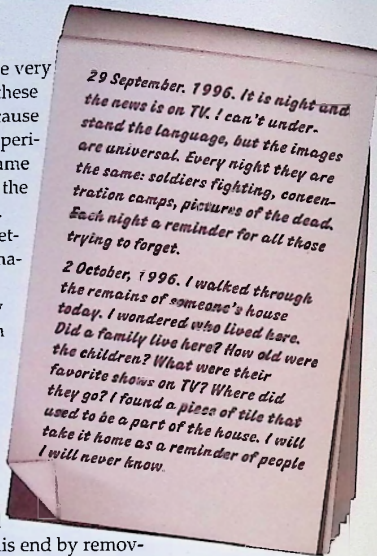 e very
these
cause
peri-
me
the
et-
na-
29 September. 1996. It is night and
the news is on TV. I can't under-
stand the language, but the images
are universal. Every night they are
the same: soldiers fighting, concen-
tration camps, pictures of the dead.
Each night a reminder for all those
trying to forget.
2 October, 1996. I walked through
the remains of someone's house
today. I wondered who lived here.
Did a family live here? How old were
the children? What were their
favorite shows on TV? Where did
they go? I found a piece of tile that
used to be a part of the house. I will
take it home as a reminder of people
I will never know.
is end by remov-